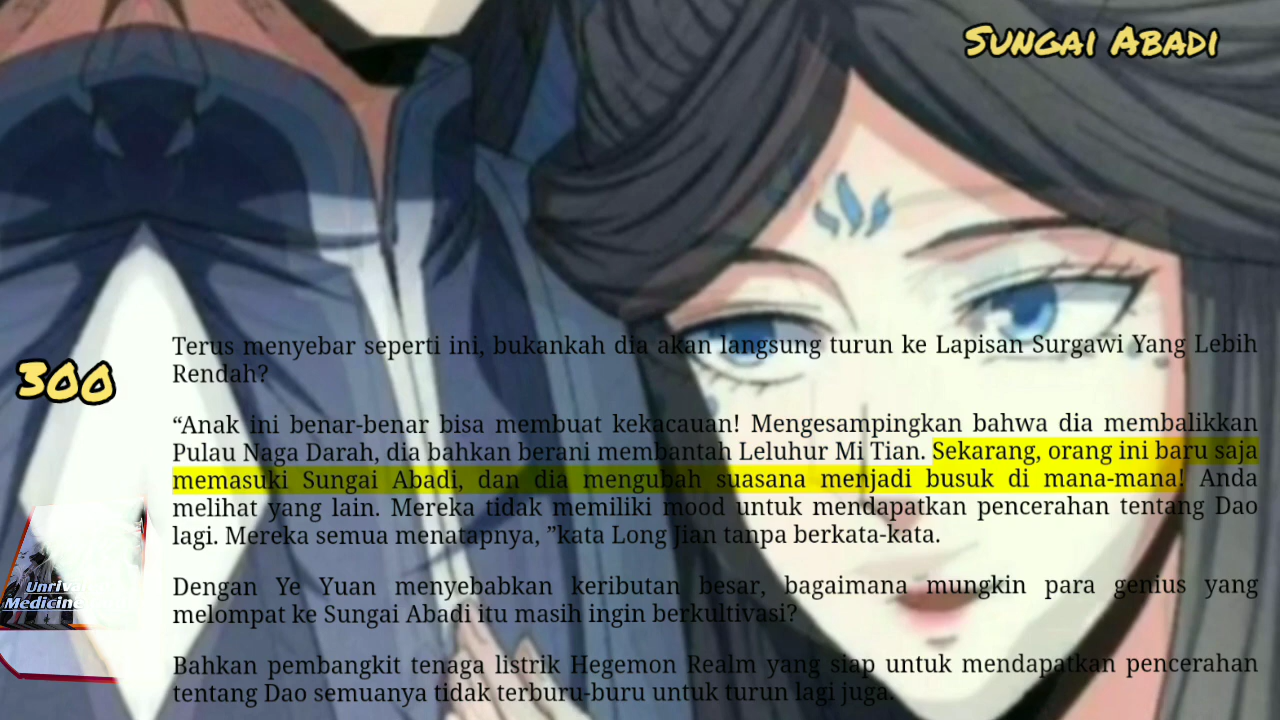 Sungai Abadi
300
Terus menyebar seperti ini, bukankah dia akan langsung turun ke Lapisan Surgawi Yang Lebih
Rendah?
“Anak ini benar-benar bisa membuat kekacauan! Mengesampingkan bahwa dia membalikkan
Pulau Naga Darah, dia bahkan berani membantah Leluhur Mi Tian. Sekarang, orang ini baru saja
memasuki Sungai Abadi, dan dia mengubah suasana menjadi busuk di mana-mana! Anda
melihat yang lain. Mereka tidak memiliki mood untuk mendapatkan pencerahan tentang Dao
lagi. Mereka semua menatapnya, ”kata Long Jian tanpa berkata-kata.
Dengan Ye Yuan menyebabkan keributan besar, bagaimana mungkin para genius yang
melompat ke Sungai Abadi itu masih ingin berkultivasi?
Bahkan pembangkit tenaga listrik Hegemon Realm yang siap untuk mendapatkan pencerahan
tentang Dao semuanya tidak terburu-buru untuk turun lagi juga.
Medicine